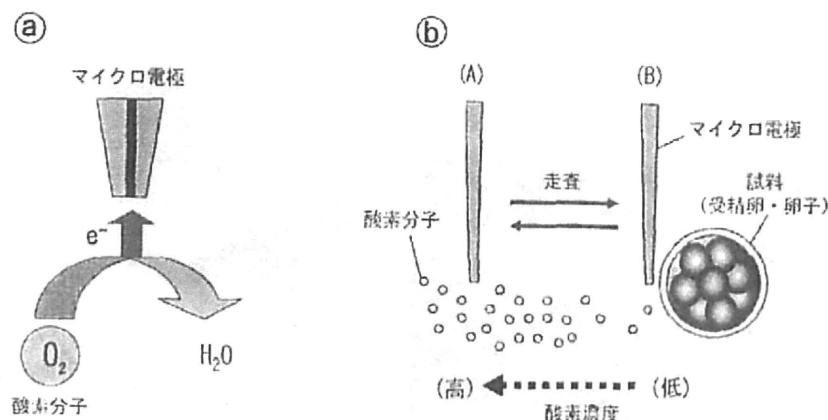 ⓐ
マイクロ電極
e⁻
O₂
H₂O
酸素分子
ⓑ
(A)
(B)
マイクロ電極
走査
試料
(受精卵・卵子)
酸素分子
(高)
(低)
酸素濃度